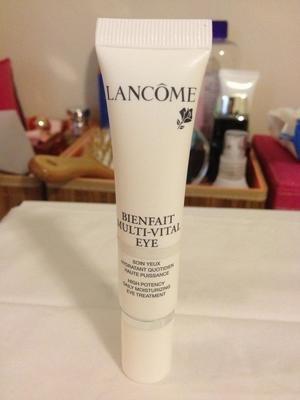 LANCÔME
BIENFAIT
MULTI-VITAL
EYE
SOIN YEUX
HYDRATANT QUOTIDIEN
HAUTE PUISSANCE
HIGH POTENCY
DAILY MOISTURIZING
EYE TREATMENT